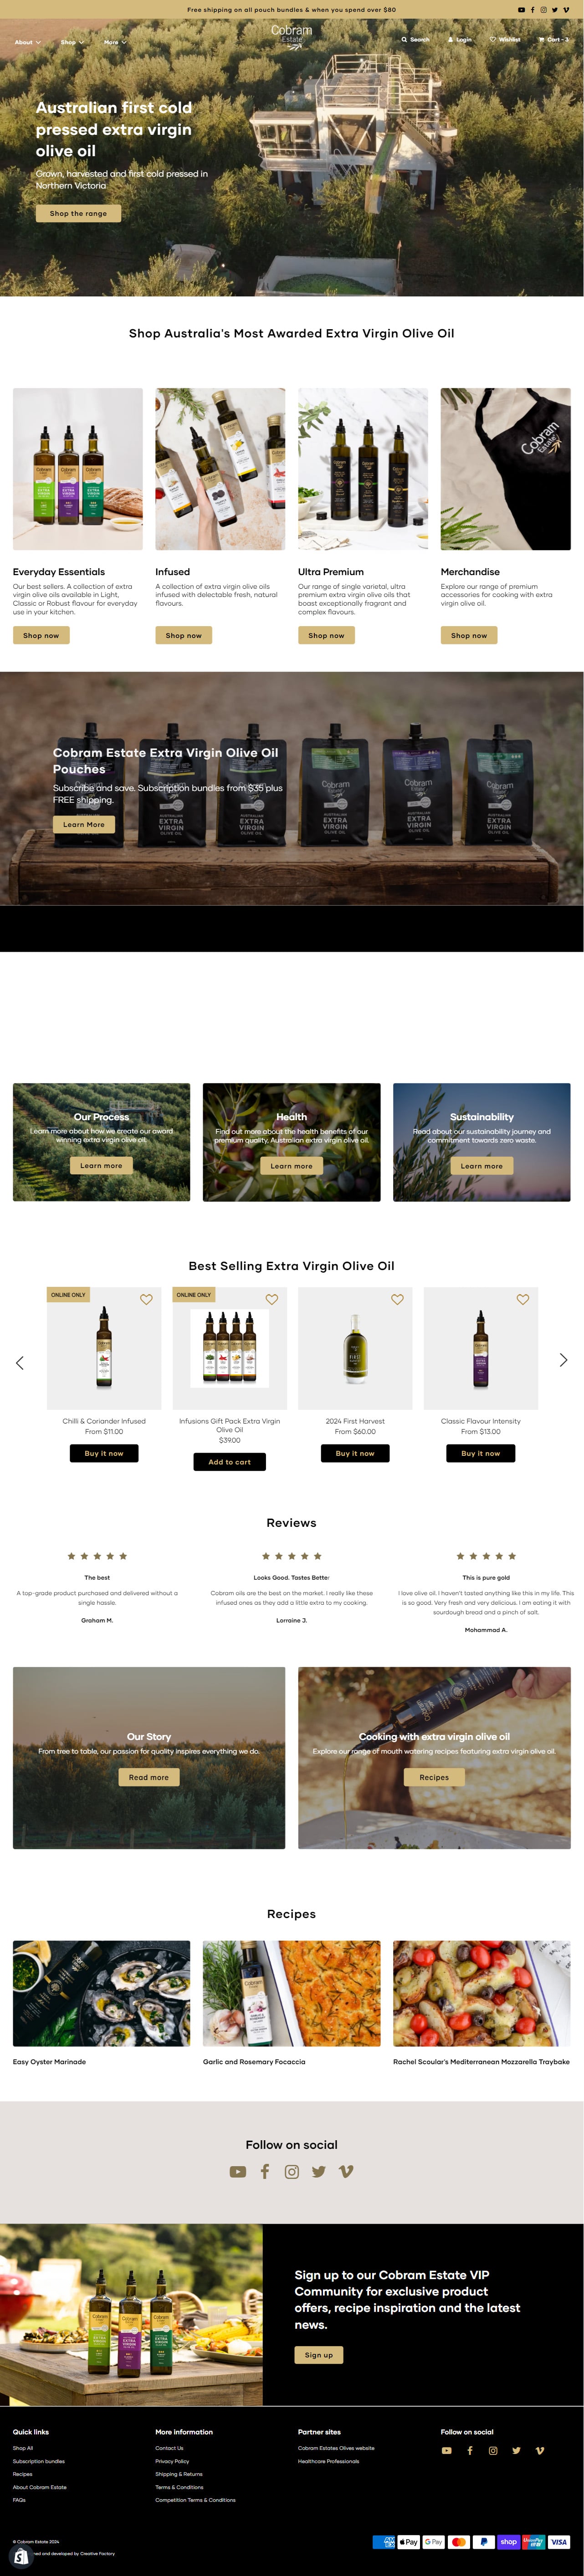 Free shipping on all pouch bundles & when you spend over $80
About
Shop
More
Cobram
Estate
Search
Login
Wishlist
Cart - 3
Australian first cold
pressed extra virgin
olive oil
Grown, harvested and first cold pressed in
Northern Victoria
Shop the range
Shop Australia's Most Awarded Extra Virgin Olive Oil
Cobram
Estate
Everyday Essentials
Our best sellers. A collection of extra
virgin olive oils available in Light,
Classic or Robust flavour for everyday
use in your kitchen.
Shop now
Infused
A collection of extra virgin olive oils
infused with delectable fresh, natural
flavours.
Shop now
Ultra Premium
Our range of single varietal, ultra
premium extra virgin olive oils that
boast exceptionally fragrant and
complex flavours.
Shop now
Merchandise
Explore our range of premium
accessories for cooking with extra
virgin olive oil.
Shop now
Cobram Estate Extra Virgin Olive Oil
Pouches
Subscribe and save. Subscription bundles from $35 plus
FREE shipping.
Learn More
Our Process
Learn more about how we create our award
winning extra virgin olive oil.
Learn more
Health
Find out more about the health benefits of our
premium quality, Australian extra virgin olive oil.
Learn more
Sustainability
Read about our sustainability journey and
commitment towards zero waste.
Learn more
Best Selling Extra Virgin Olive Oil
ONLINE ONLY
ONLINE ONLY
Chilli & Coriander Infused
From $11.00
Buy it now
Infusions Gift Pack Extra Virgin
Olive Oil
$39.00
Add to cart
2024 First Harvest
From $60.00
Buy it now
Classic Flavour Intensity
From $13.00
Buy it now
Reviews
The best
A top-grade product purchased and delivered without a
single hassle.
Graham M.
Looks Good. Tastes Better
Cobram oils are the best on the market, I really like these
infused ones as they add a little extra to my cooking.
Lorraine J.
This is pure gold
I love olive oil. I haven't tasted anything like this in my life. This
is so good. Very fresh and very delicious. I am eating it with
sourdough bread and a pinch of salt.
Mohammad A.
Our Story
From tree to table, our passion for quality inspires everything we do.
Read more
Cooking with extra virgin olive oil
Explore our range of mouth watering recipes featuring extra virgin olive oil.
Recipes
Recipes
Easy Oyster Marinade
Garlic and Rosemary Focaccia
Rachel Scoular's Mediterranean Mozzarella Traybake
Follow on social
Sign up to our Cobram Estate VIP
Community for exclusive product
offers, recipe inspiration and the latest
news.
Sign up
Quick links
Shop All
Subscription bundles
Recipes
About Cobram Estate
FAQs
More information
Contact Us
Privacy Policy
Shipping & Returns
Terms & Conditions
Competition Terms & Conditions
Partner sites
Cobram Estates Olives website
Healthcare Professionals
Follow on social
© Cobram Estate 2024
ned and developed by Creative Factory
Apple Pay
G Pay
PayPal
shop
UnionPay
VISA